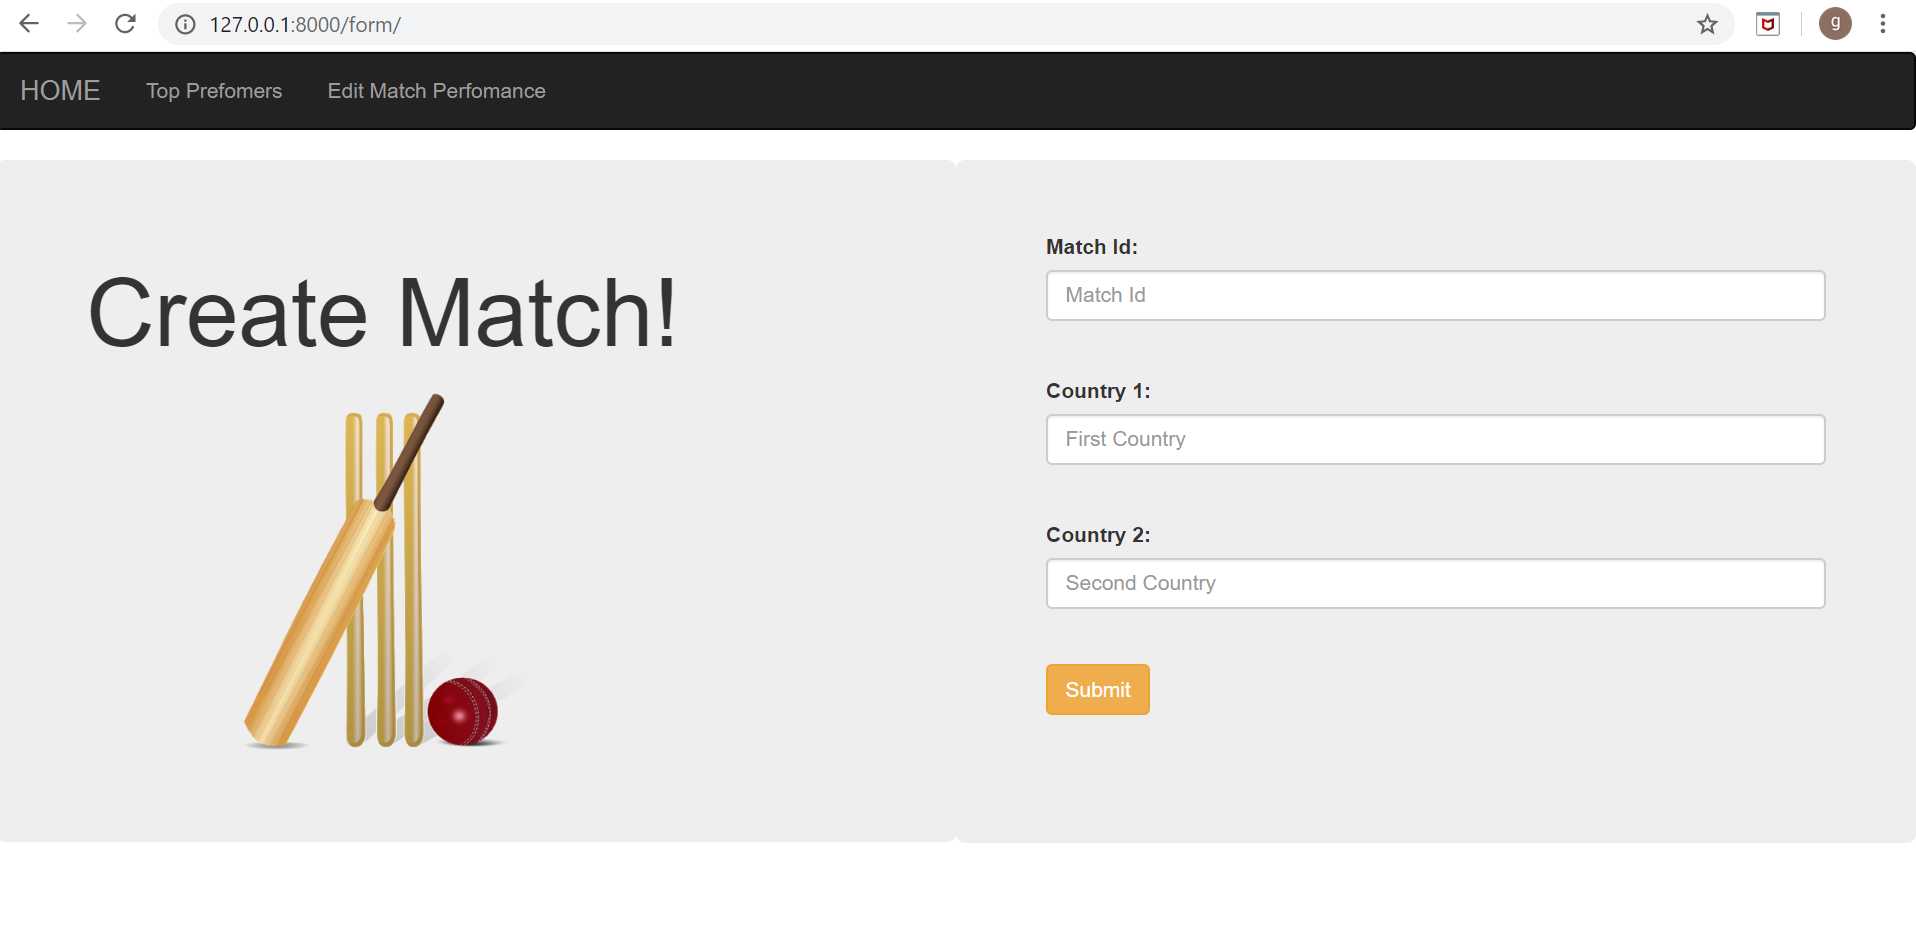 127.0.0.1:8000/form/
g
HOME Top Prefomers Edit Match Perfomance
Create Match!
Match Id:
Match Id
Country 1:
First Country
Country 2:
Second Country
Submit